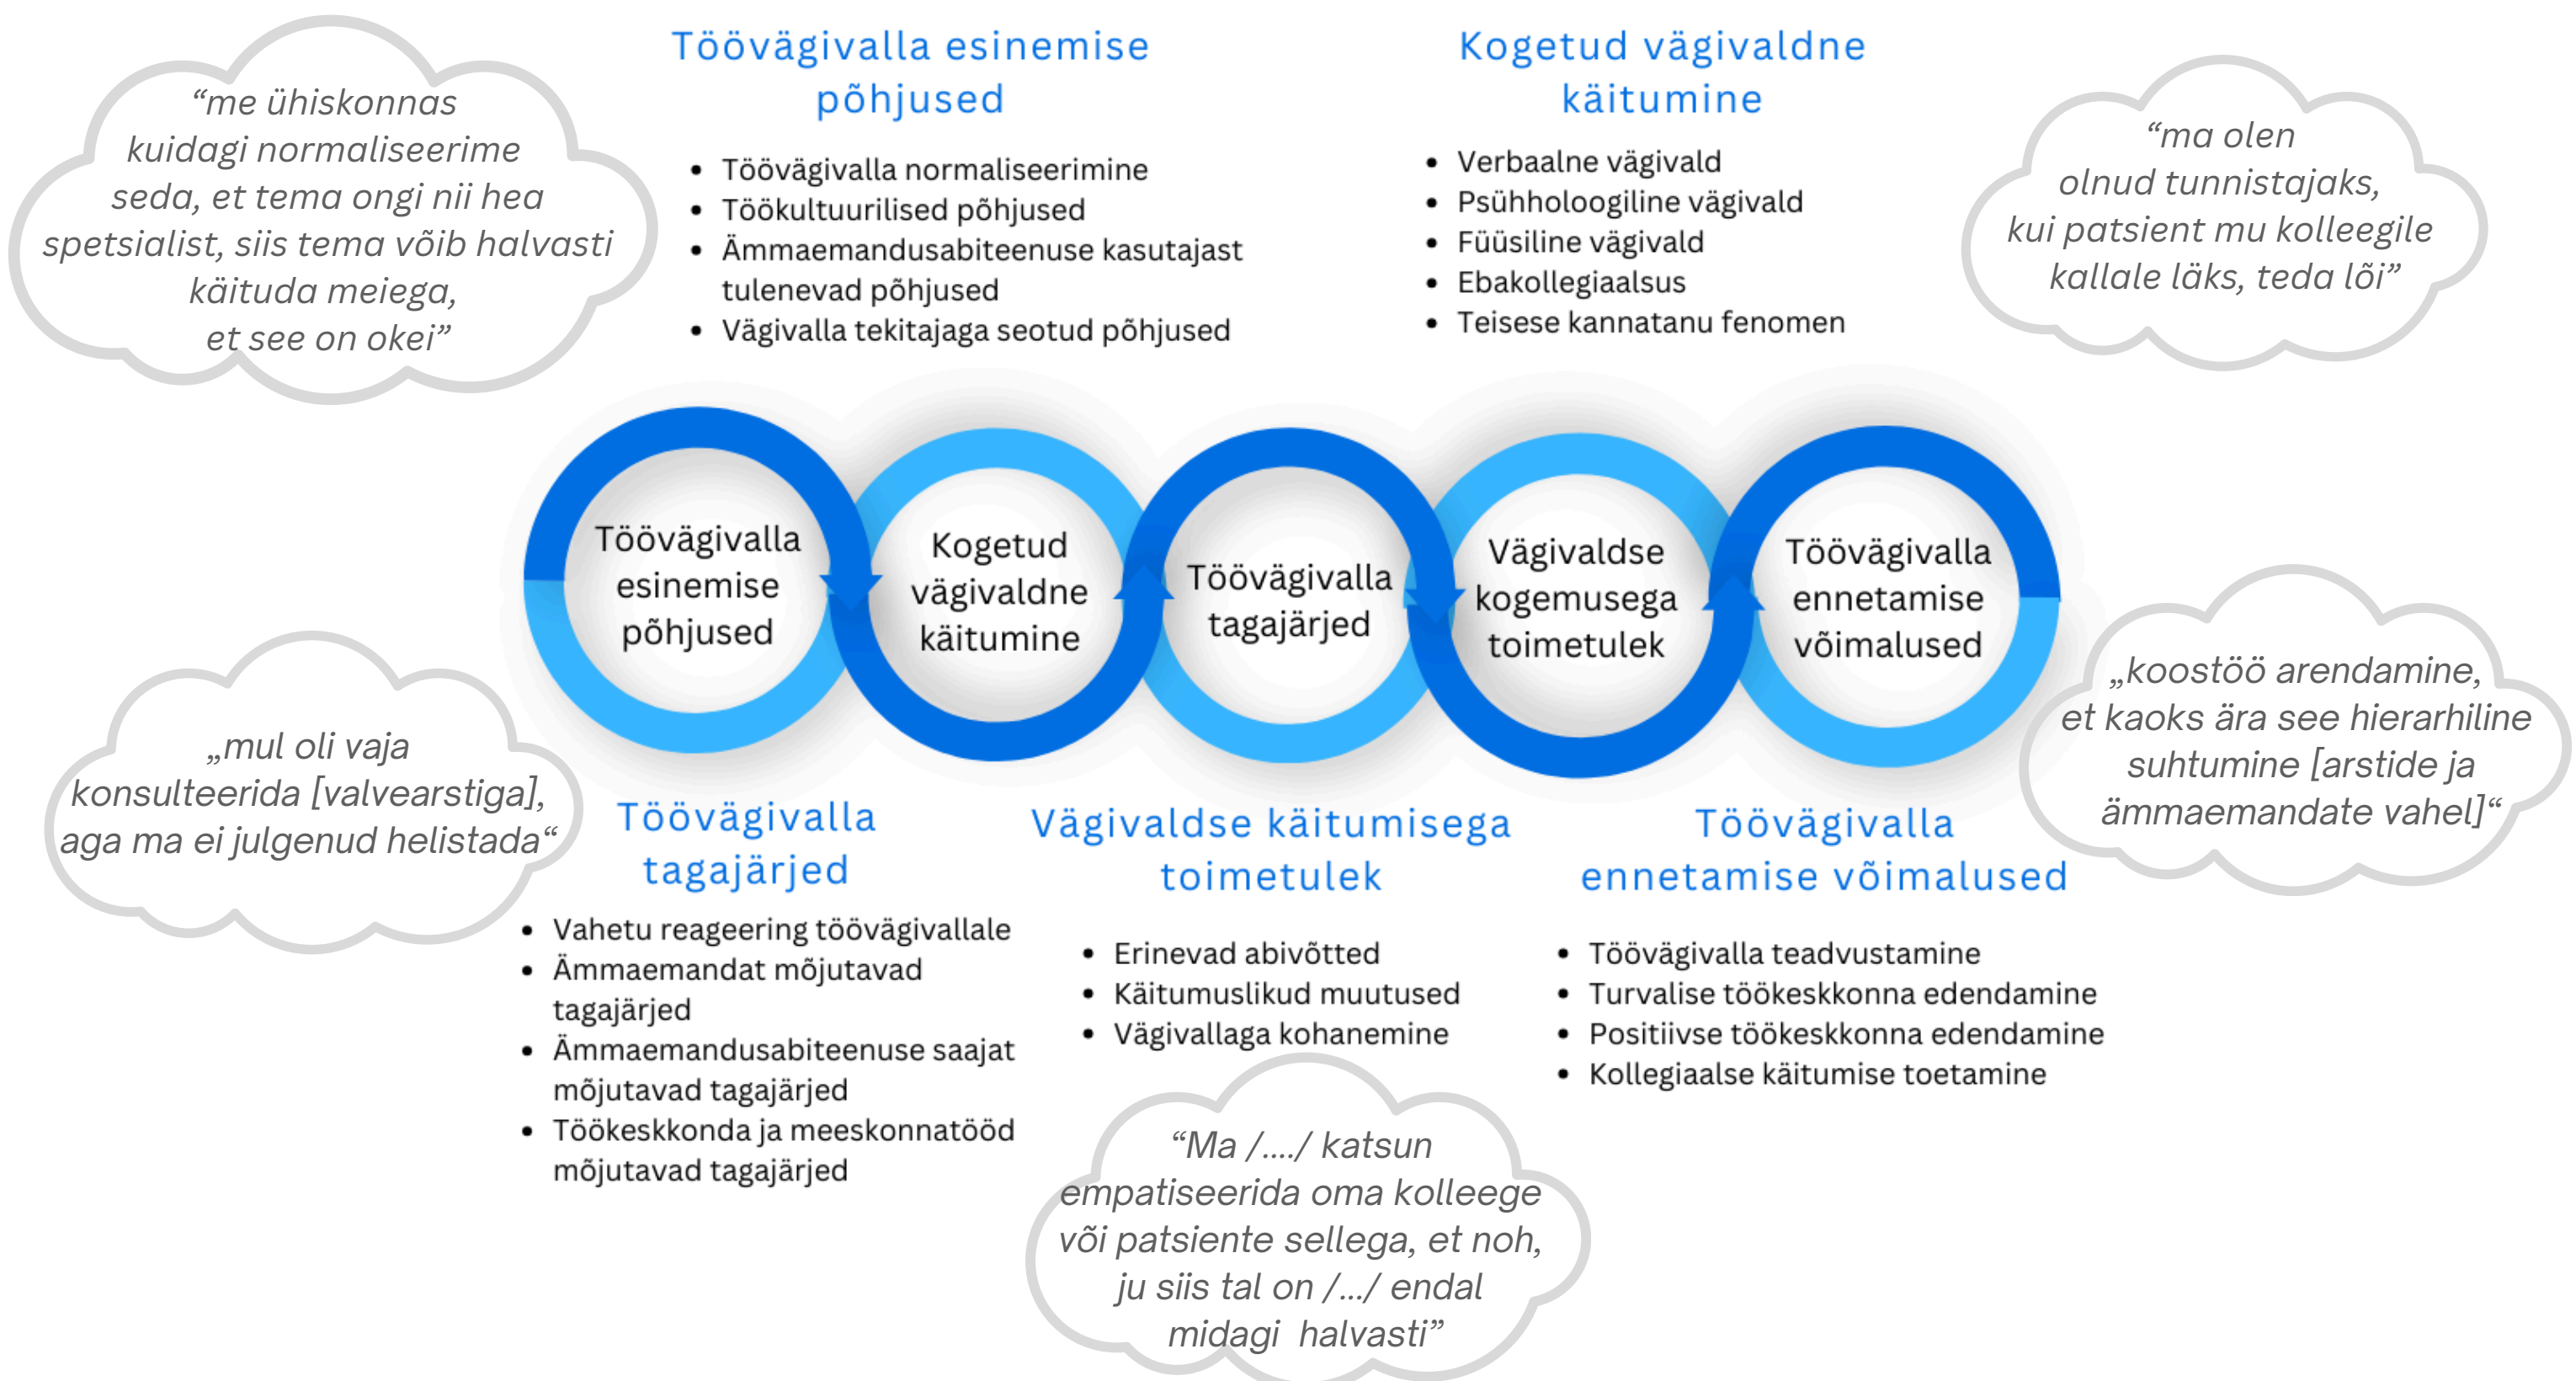 “me ühiskonnas
kuidagi normaliseerime
seda, et tema ongi nii hea
spetsialist, siis tema võib halvasti
käituda meiega,
et see on okei”
Töövägivalla esinemise
põhjused
• Töövägivalla normaliseerimine
• Töökultuurilised põhjused
• Ämmaemandusabiteenuse kasutajast
tulenevad põhjused
• Vägivalla tekitajaga seotud põhjused
Kogetud vägivaldne
käitumine
• Verbaalne vägivald
• Psühholoogiline vägivald
• Füüsiline vägivald
• Ebakollegiaalsus
• Teisese kannatanu fenomen
“ma olen
olnud tunnistajaks,
kui patsient mu kolleegile
kallale läks, teda lõi”
Töövägivalla
esinemise
põhjused
Kogetud
vägivaldne
käitumine
Töövägivalla
tagajärjed
Vägivaldse
kogemusega
toimetulek
Töövägivalla
ennetamise
võimalused
„mul oli vaja
konsulteerida [valvearstiga],
aga ma ei julgenud helistada“
Töövägivalla
tagajärjed
• Vahetu reageering töövägivallale
• Ämmaemandat mõjutavad
tagajärjed
• Ämmaemandusabiteenuse saajat
mõjutavad tagajärjed
• Töökeskkonda ja meeskonnatööd
mõjutavad tagajärjed
Vägivaldse käitumisega
toimetulek
• Erinevad abivõtted
• Käitumuslikud muutused
• Vägivallaga kohanemine
Töövägivalla
ennetamise võimalused
• Töövägivalla teadvustamine
• Turvalise töökeskkonna edendamine
• Positiivse töökeskkonna edendamine
• Kollegiaalse käitumise toetamine
„koostöö arendamine,
et kaoks ära see hierarhiline
suhtumine [arstide ja
ämmaemandate vahel]“
“Ma /..../ katsun
empatiseerida oma kolleege
või patsiente sellega, et noh,
ju siis tal on /.../ endal
midagi halvasti”